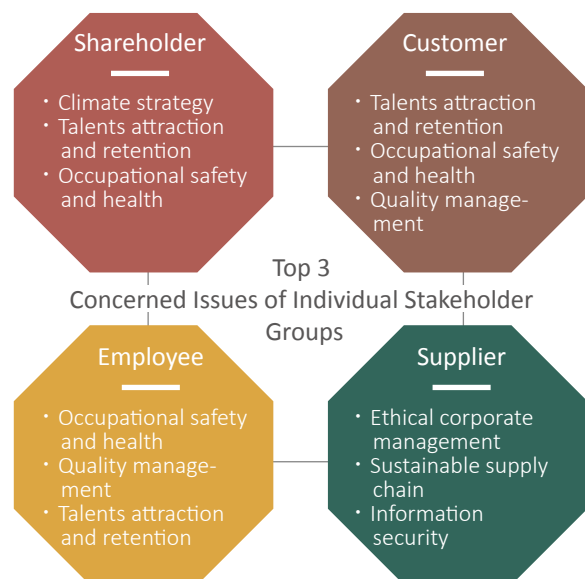 Shareholder
· Climate strategy
· Talents attraction
and retention
· Occupational safety
and health
Customer
· Talents attraction
and retention
· Occupational safety
and health
· Quality manage-
ment
Top 3
Concerned Issues of Individual Stakeholder
Groups
Employee
· Occupational safety
and health
· Quality manage-
ment
· Talents attraction
and retention
Supplier
· Ethical corporate
management
· Sustainable supply
chain
· Information
security